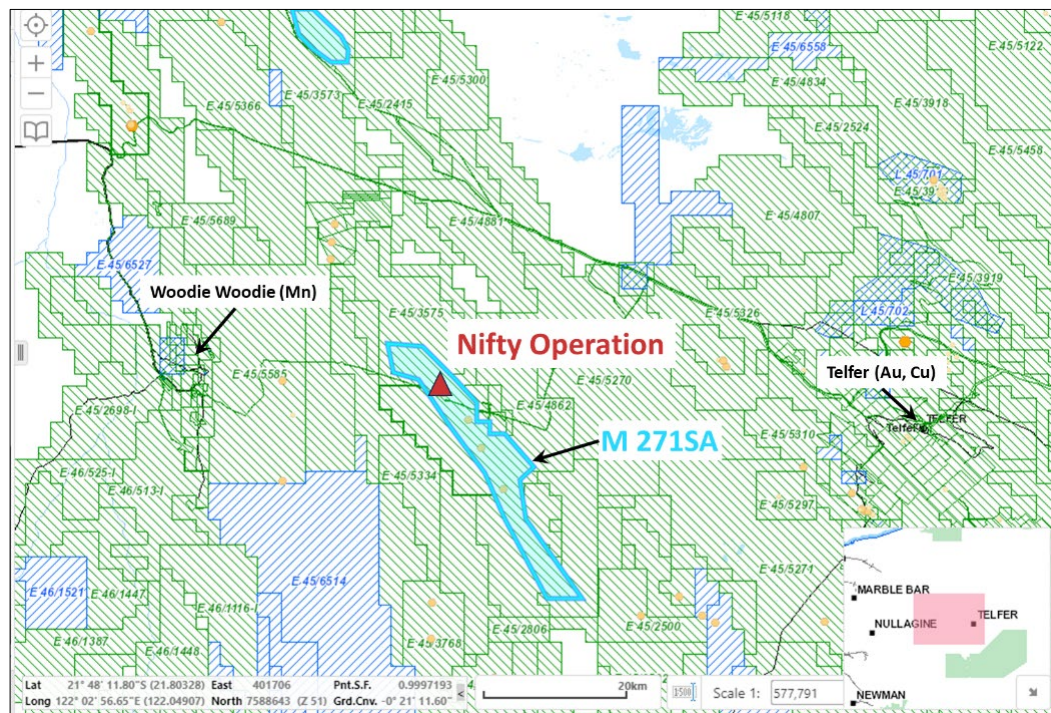 E 45/5118
E 45/6558
E 45/5122
E 45/4834
E 45/3573
E 45/5300
E 45/5366
E 45/2415
E 45/3918
E 45/2524
E 45/5458
L 45/701
E 45/5689
E 45/4881
E 45/4807
E 45/6527
E 45/3919
Woodie Woodie (Mn)
E 45/3575
E 45/5326
L 45/702
Nifty Operation
E 45/5585
E 45/5270
Telfer (Au, Cu)
E 45/2698-I
E 45/4862
TELFER
Telfer
M 271SA
E 45/5310
E 46/525-I
E 45/5334
E 46/513-I
E 45/5297
E 45/6514
E 45/5271
E 46/1521
E 46/1447
E 46/1116-I
E 45/2806
E 45/2500
E 46/1387
E 46/1448
E 45/3768
MARBLE BAR
TELFER
NULLAGINE
NEWMAN
Lat 21° 48' 11.80"S (21.80328) East 401706 Pnt.S.F. 0.9997193
Long 122° 02' 56.65"E (122.04907) North 7588643 (Z 51) Grd.Cnv. -0° 21' 11.60"
20km
Scale 1: 577,791